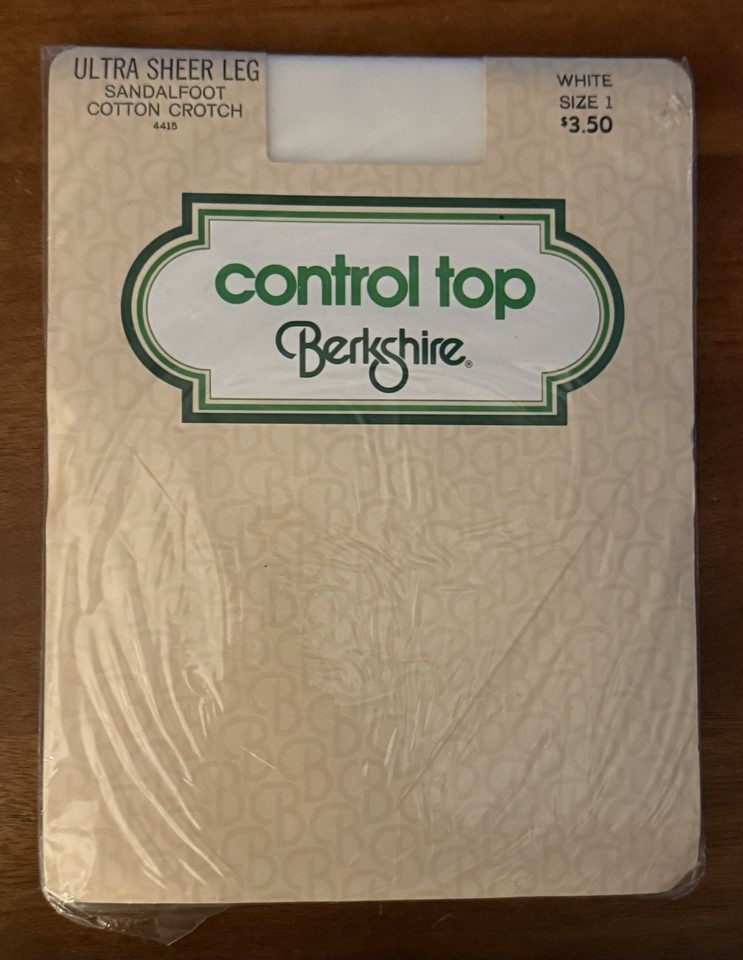 ULTRA SHEER LEG
SANDALFOOT
COTTON CROTCH
4415
WHITE
SIZE 1
$3.50
control top
Berkshire®